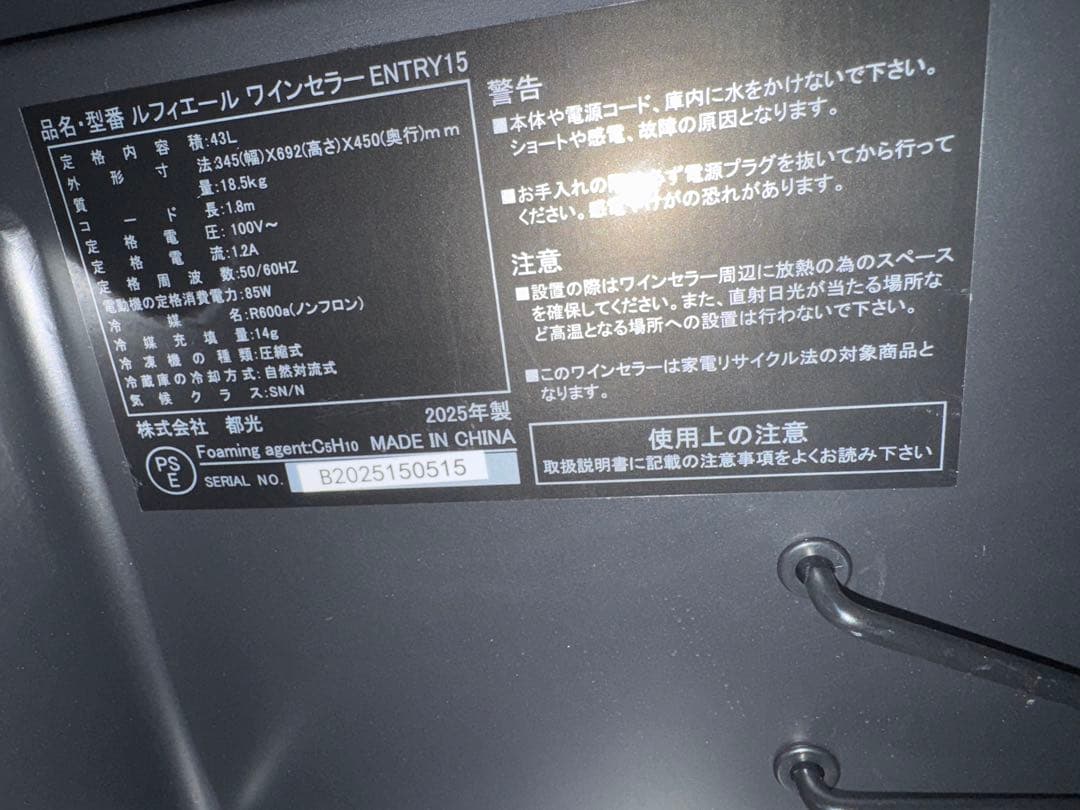 品名・型番 ルフィエール ワインセラー ENTRY15
定格内容積:43L
外形寸法:345(幅)X692(高さ)X450(奥行)mm
質量:18.5kg
コード長:1.8m
定格電圧:100V～
定格電流:1.2A
定格周波数:50/60HZ
電動機の定格消費電力:85W
冷媒名:R600a(ノンフロン)
冷媒充填量:14g
冷凍機の種類:圧縮式
冷蔵庫の冷却方式:自然対流式
気候クラス:SN/N
株式会社 都光 2025年製
Foaming agent:C5H10 MADE IN CHINA
PS
E
SERIAL NO. B2025150515
警告
■本体や電源コード、庫内に水をかけないで下さい。
ショートや感電、故障の原因となります。
■お手入れの際は必ず電源プラグを抜いてから行って
ください。感電やけがの恐れがあります。
注意
■設置の際はワインセラー周辺に放熱の為のスペース
を確保してください。また、直射日光が当たる場所な
ど高温となる場所への設置は行わないで下さい。
■このワインセラーは家電リサイクル法の対象商品と
なります。
使用上の注意
取扱説明書に記載の注意事項をよくお読み下さい